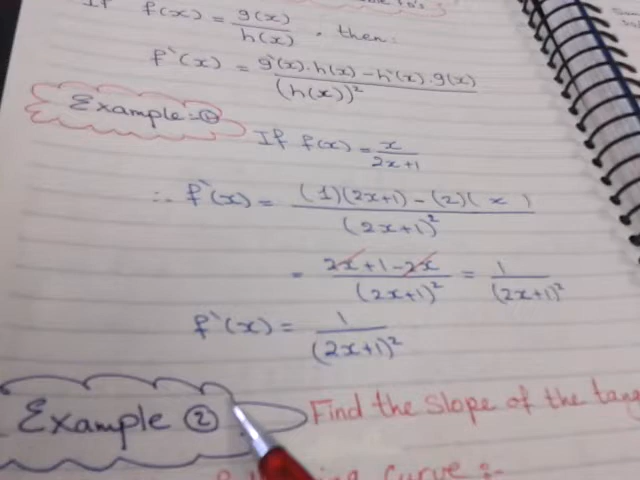 If f(x) = g(x)/h(x) . then:
f`(x) = g`(x).h(x) - h`(x).g(x) / (h(x))²
Example:-
If f(x) = x/2x+1
∴ f`(x) = (1)(2x+1) - (2)( x ) / (2x+1)²
= 2x+1-2x / (2x+1)² = 1/(2x+1)²
f`(x) = 1/(2x+1)²
Example ② Find the slope of the
curve :-